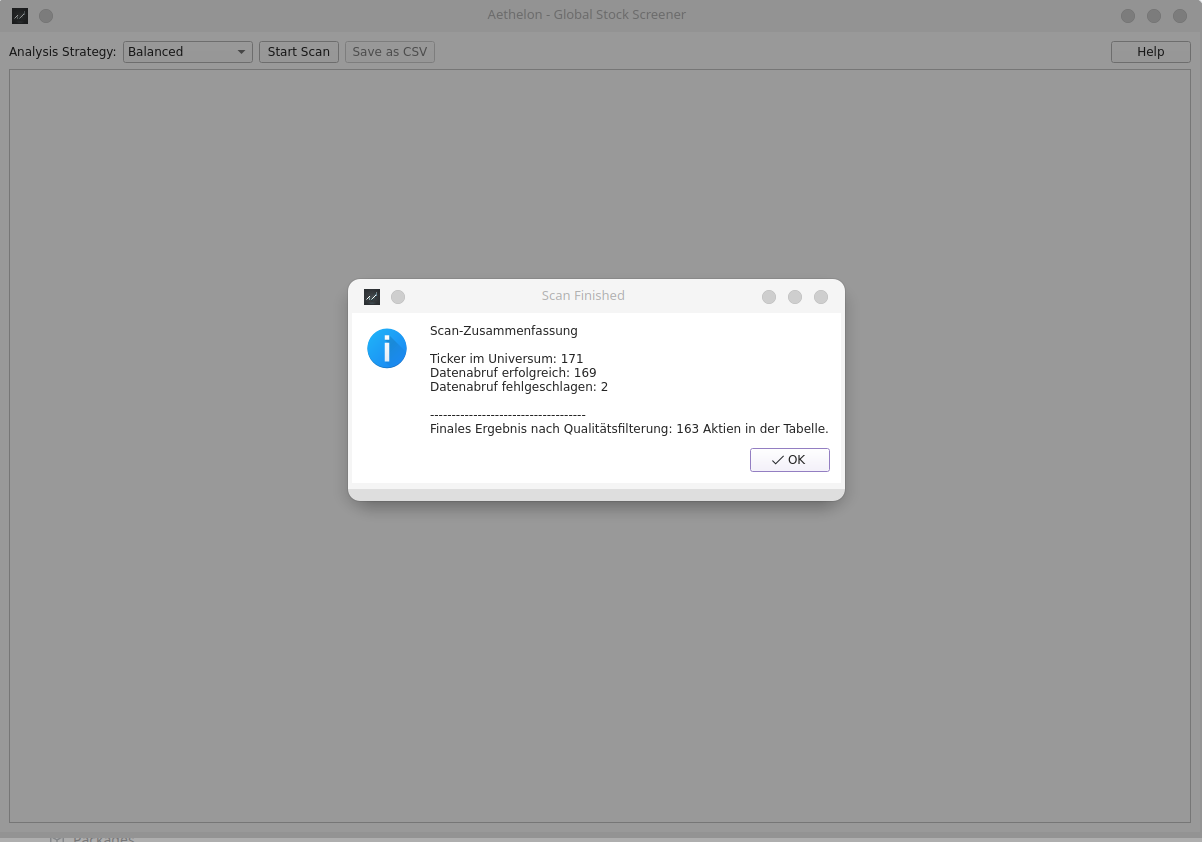 Aethelon - Global Stock Screener
Analysis Strategy: Balanced Start Scan Save as CSV Help
Scan Finished
Scan-Zusammenfassung
Ticker im Universum: 171
Datenabruf erfolgreich: 169
Datenabruf fehlgeschlagen: 2
------------------------------------
Finales Ergebnis nach Qualitätsfilterung: 163 Aktien in der Tabelle.
OK
Packages